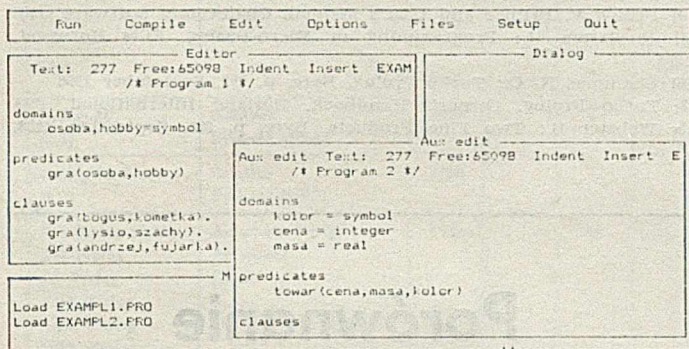 Run Compile Edit Options Files Setup Quit
Editor
Text: 277 Free:65098 Indent Insert EXAM
/* Program 1 */
domains
osoba,hobby=symbol
predicates
gra(osoba,hobby)
clauses
gra(bogus,kometka).
gra(lysio,szachy).
gra(andrzej,fujarka).
Dialog
Aux edit
Aux edit Text: 277 Free:65098 Indent Insert E
/* Program 2 */
domains
kolor = symbol
cena = integer
masa = real
predicates
towar(cena,masa,kolor)
clauses
M
Load EXAMPL1.PRO
Load EXAMPL2.PRO